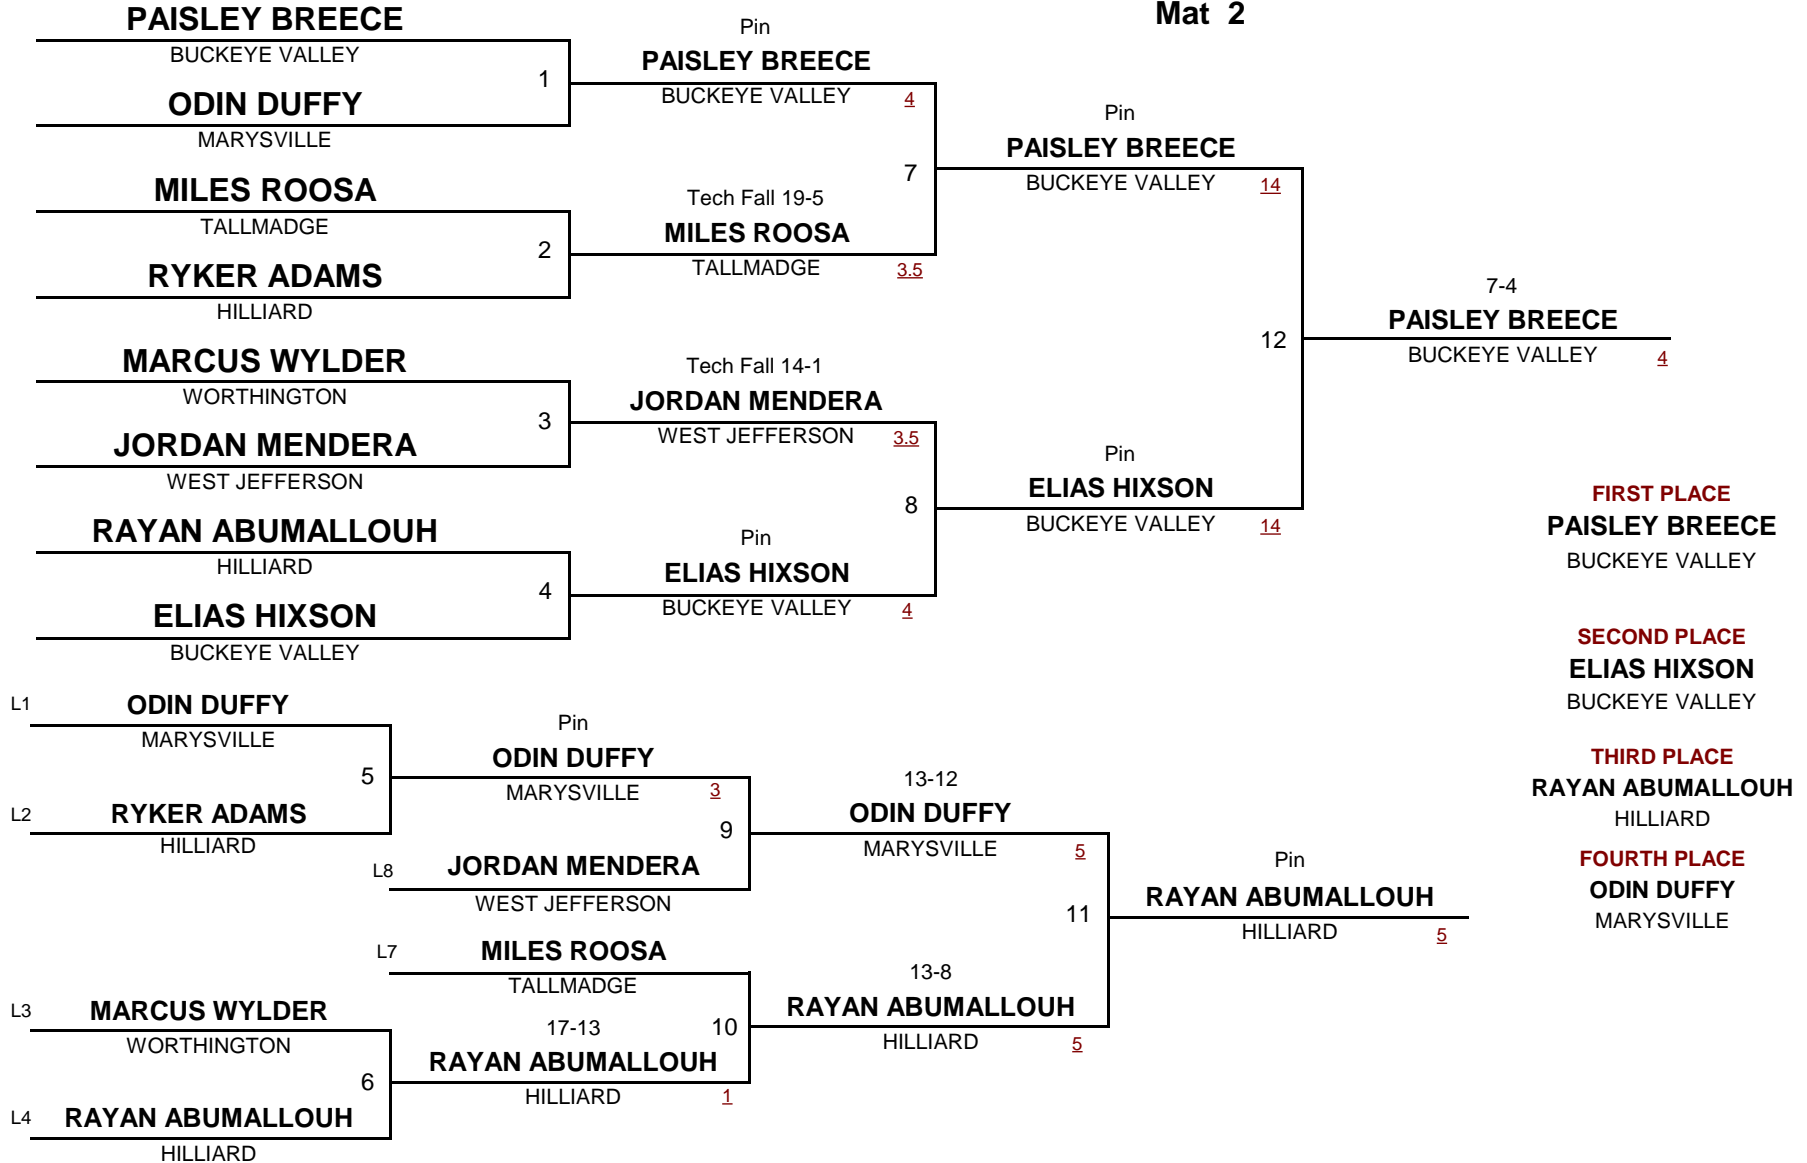 Mat 2
PAISLEY BREECE
BUCKEYE VALLEY
1
ODIN DUFFY
MARYSVILLE
MILES ROOSA
TALLMADGE
2
RYKER ADAMS
HILLIARD
MARCUS WYLDER
WORTHINGTON
3
JORDAN MENDERA
WEST JEFFERSON
RAYAN ABUMALLOUH
HILLIARD
4
ELIAS HIXSON
BUCKEYE VALLEY
Pin
PAISLEY BREECE
BUCKEYE VALLEY 4
7
Tech Fall 19-5
MILES ROOSA
TALLMADGE 3.5
Tech Fall 14-1
JORDAN MENDERA
WEST JEFFERSON 3.5
8
Pin
ELIAS HIXSON
BUCKEYE VALLEY 4
Pin
PAISLEY BREECE
BUCKEYE VALLEY 14
12
Pin
ELIAS HIXSON
BUCKEYE VALLEY 14
7-4
PAISLEY BREECE
BUCKEYE VALLEY 4
L1 ODIN DUFFY
MARYSVILLE
5
L2 RYKER ADAMS
HILLIARD
Pin
ODIN DUFFY
MARYSVILLE 3
9
L8 JORDAN MENDERA
WEST JEFFERSON
L7 MILES ROOSA
TALLMADGE
10
L3 MARCUS WYLDER
WORTHINGTON
6
L4 RAYAN ABUMALLOUH
HILLIARD
17-13
RAYAN ABUMALLOUH
HILLIARD 1
13-12
ODIN DUFFY
MARYSVILLE 5
11
13-8
RAYAN ABUMALLOUH
HILLIARD 5
Pin
RAYAN ABUMALLOUH
HILLIARD 5
FIRST PLACE
PAISLEY BREECE
BUCKEYE VALLEY
SECOND PLACE
ELIAS HIXSON
BUCKEYE VALLEY
THIRD PLACE
RAYAN ABUMALLOUH
HILLIARD
FOURTH PLACE
ODIN DUFFY
MARYSVILLE